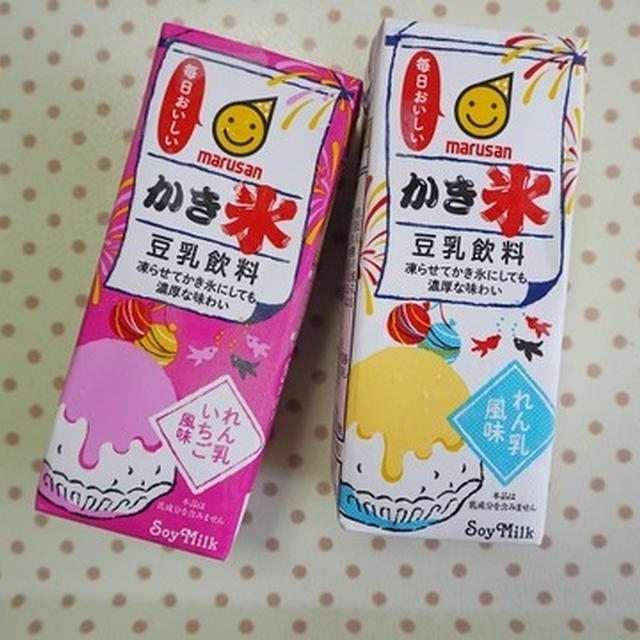 毎日おいしい
marusan
かき氷
豆乳飲料
凍らせてかき氷にしても
濃厚な味わい
れん乳
いちご
風味
本品は
乳成分を含みません
Soy Milk
毎日おいしい
marusan
かき氷
豆乳飲料
凍らせてかき氷にしても
濃厚な味わい
れん乳
風味
本品は
乳成分を含みません
Soy Milk